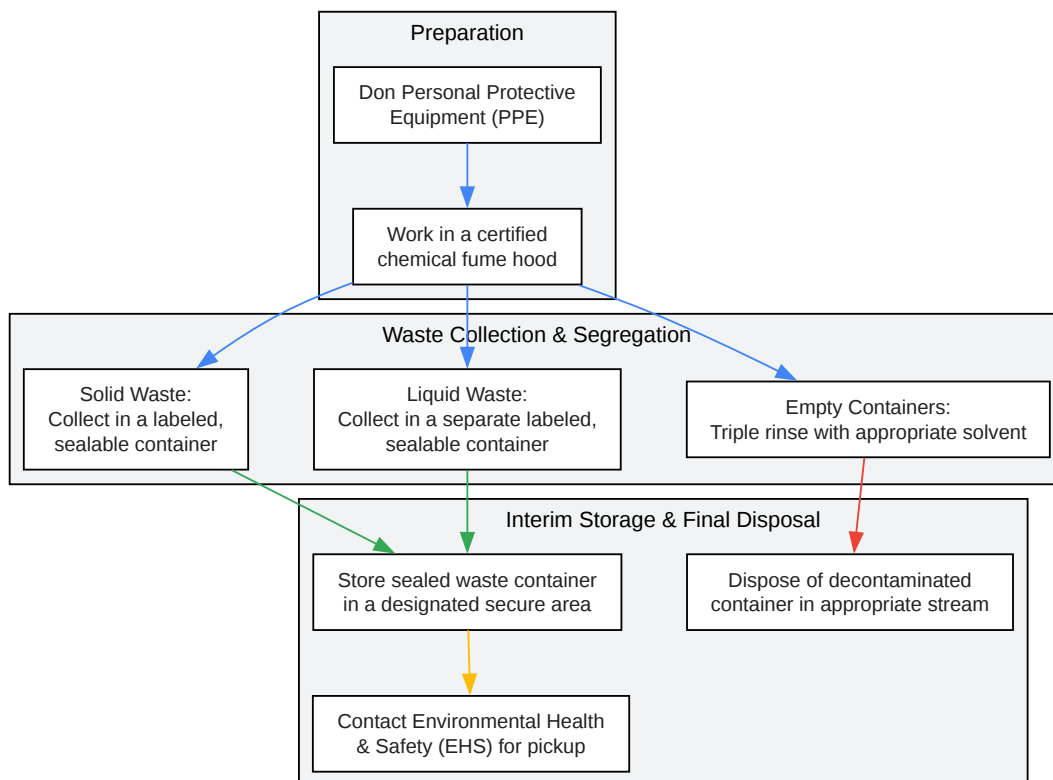 Preparation
Don Personal Protective
Equipment (PPE)
Work in a certified
chemical fume hood
Waste Collection & Segregation
Solid Waste:
Collect in a labeled,
sealable container
Liquid Waste:
Collect in a separate labeled,
sealable container
Empty Containers:
Triple rinse with appropriate solvent
Interim Storage & Final Disposal
Store sealed waste container
in a designated secure area
Dispose of decontaminated
container in appropriate stream
Contact Environmental Health
& Safety (EHS) for pickup